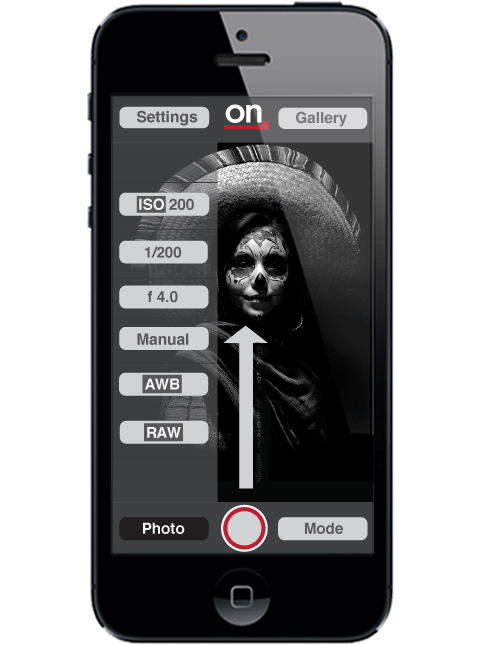 Settings
on
Gallery
ISO 200
1/200
f 4.0
Manual
AWB
RAW
Photo
Mode